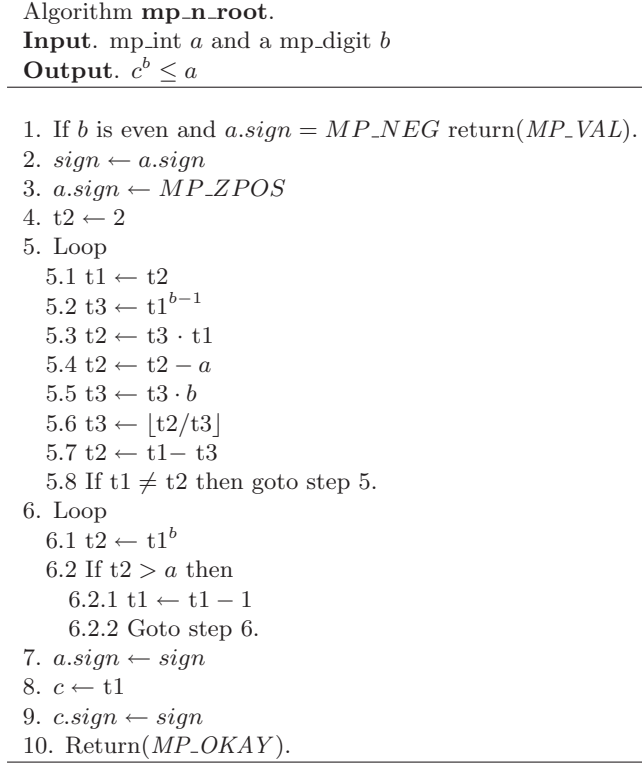 Algorithm mp_n_root.
Input. mp_int a and a mp_digit b
Output. c^b ≤ a
1. If b is even and a.sign = MP_NEG return(MP_VAL).
2. sign ← a.sign
3. a.sign ← MP_ZPOS
4. t2 ← 2
5. Loop
5.1 t1 ← t2
5.2 t3 ← t1^{b−1}
5.3 t2 ← t3 · t1
5.4 t2 ← t2 − a
5.5 t3 ← t3 · b
5.6 t3 ← ⌊t2/t3⌋
5.7 t2 ← t1− t3
5.8 If t1 ≠ t2 then goto step 5.
6. Loop
6.1 t2 ← t1^b
6.2 If t2 > a then
6.2.1 t1 ← t1 − 1
6.2.2 Goto step 6.
7. a.sign ← sign
8. c ← t1
9. c.sign ← sign
10. Return(MP_OKAY).